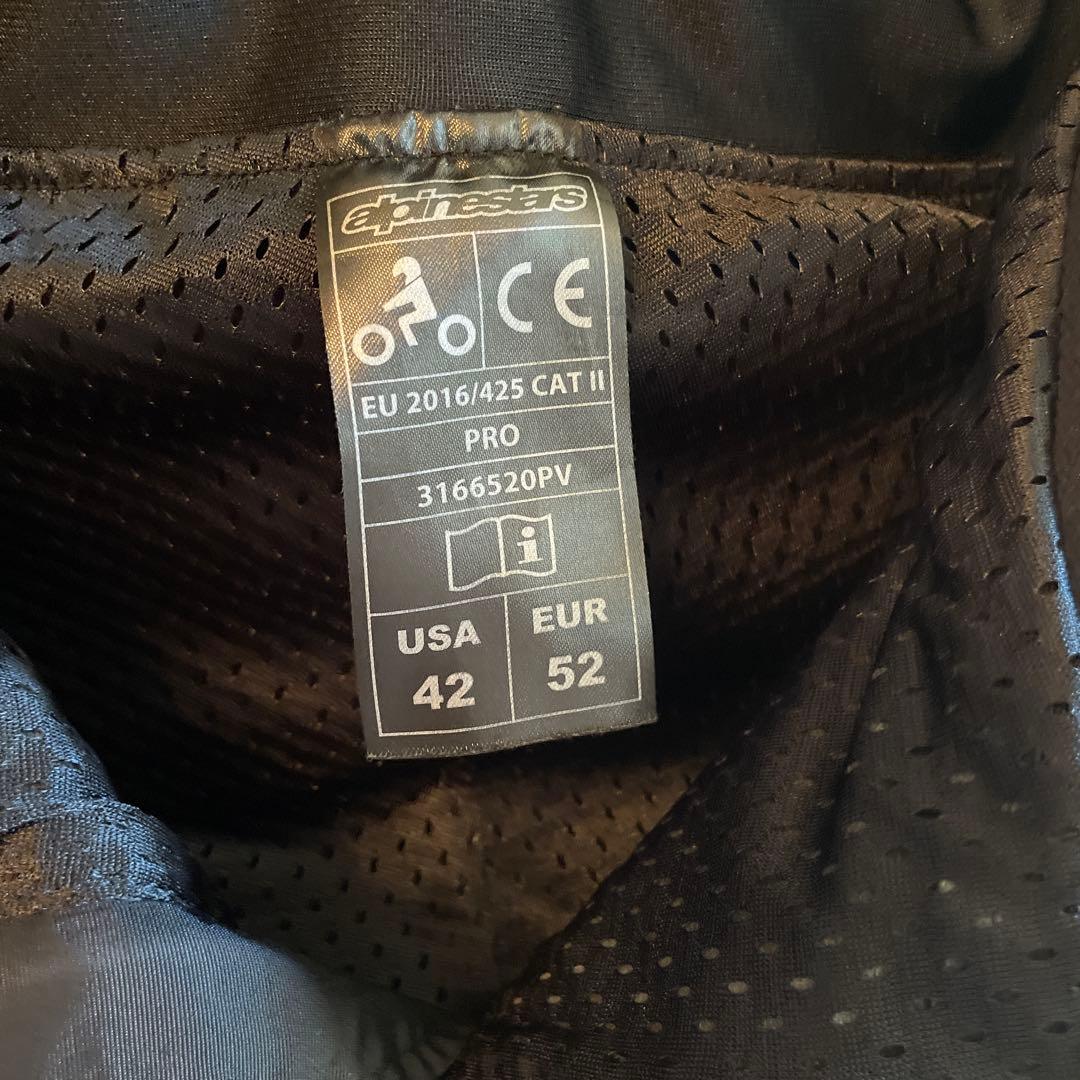 alpinestars
CE
EU 2016/425 CAT II
PRO
3166520PV
i
USA
42
EUR
52